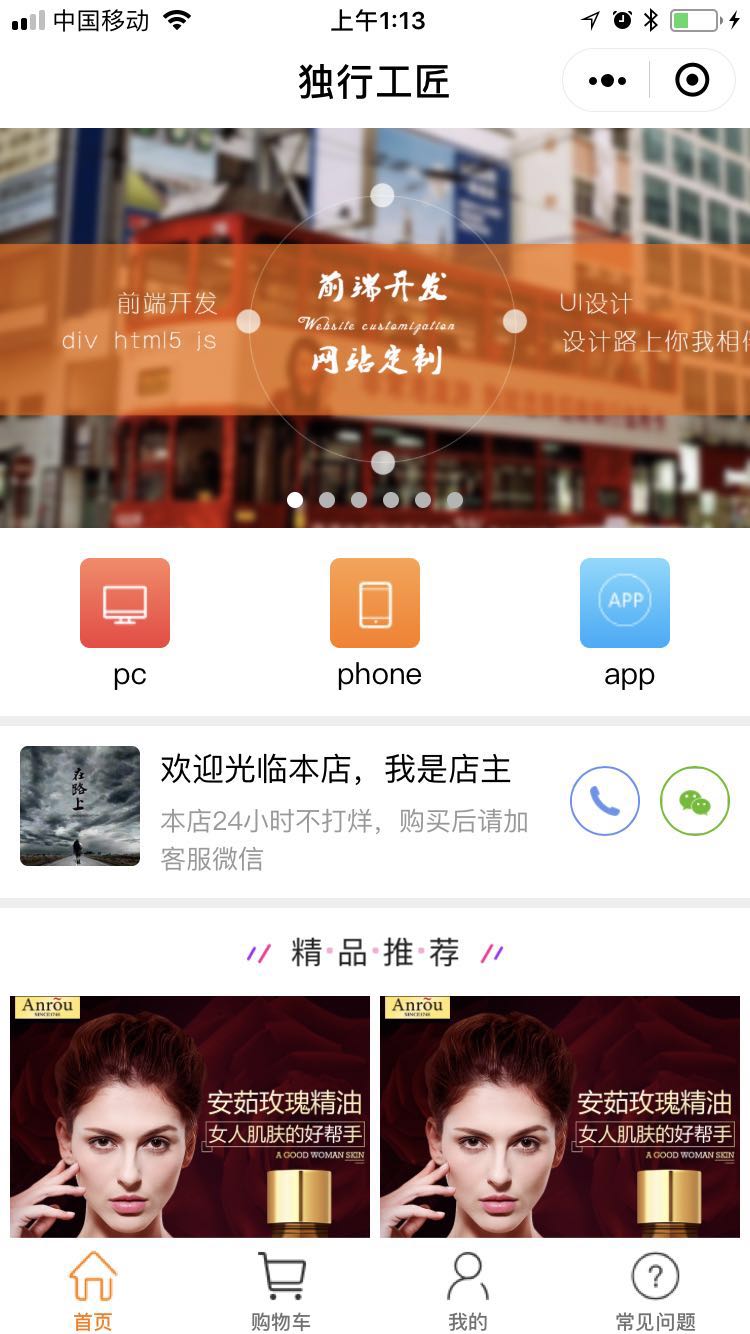 中国移动
上午1:13
独行工匠
前端开发
div html5 js
前端开发
Website customization
网站定制
UI设计
设计路上你我相
APP
pc
phone
app
在路上
欢迎光临本店，我是店主
本店24小时不打烊，购买后请加
客服微信
精·品·推·荐
Anrou
SINCE1748
安茹玫瑰精油
女人肌肤的好帮手
A GOOD WOMAN SKIN
Anrou
SINCE1748
安茹玫瑰精油
女人肌肤的好帮手
A GOOD WOMAN SKIN
首页
购物车
我的
常见问题